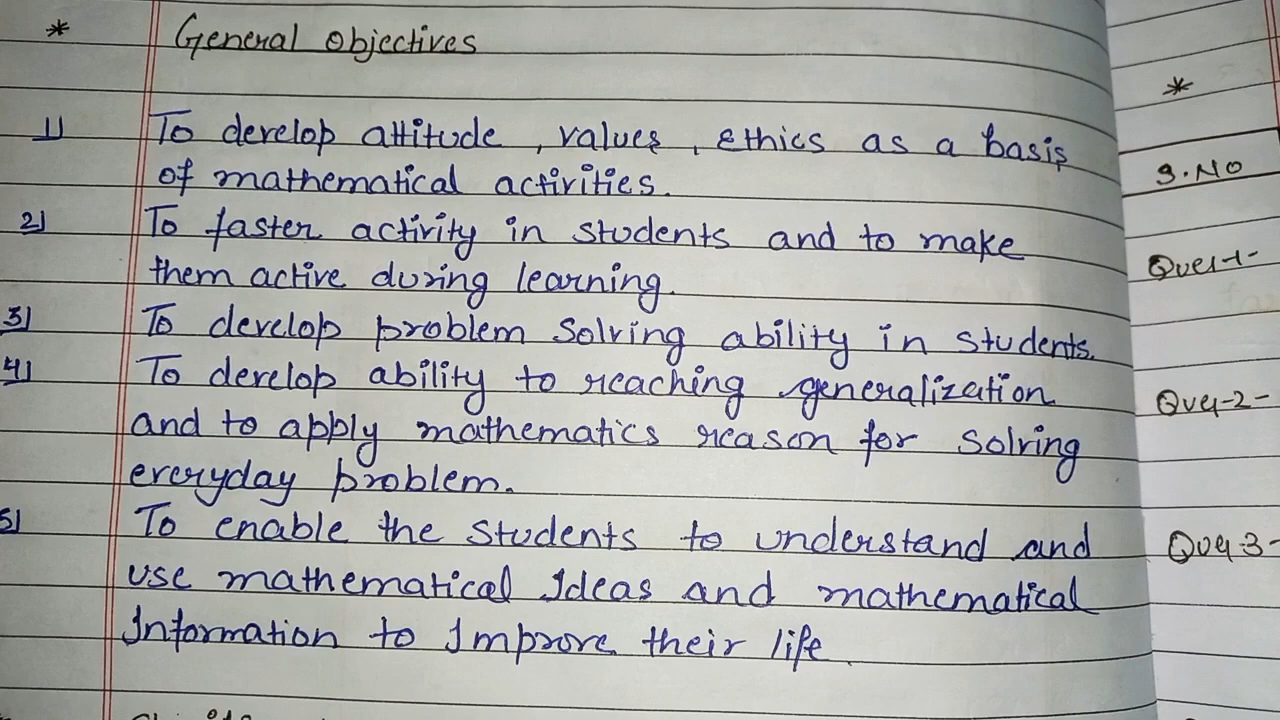 * General Objectives
1) To develop attitude, values, Ethics as a basis
of mathematical activities.
2) To faster activity in students and to make
them active during learning.
3) To develop problem Solving ability in students.
4) To develop ability to reaching generalization
and to apply mathematics reason for solving
everyday problem.
5) To enable the students to understand and
use mathematical Ideas and mathematical
Information to Improve their life.
*
S.No
Ques-1-
Ques-2-
Ques-3-